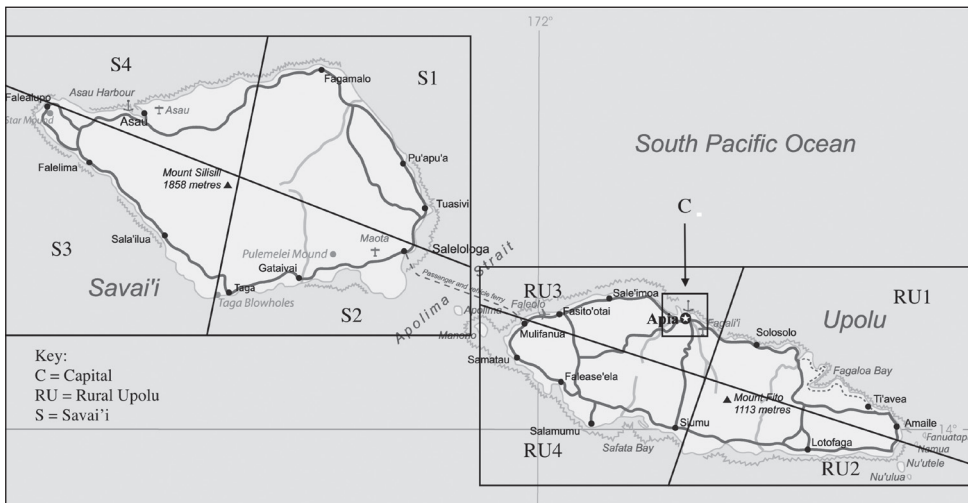 172°
S4
S1
Fagamalo
Falealupo
Asau Harbour
Asau
Asau
Star Mound
South Pacific Ocean
Pu'apu'a
Falelima
Mount Silisili
1858 metres
C
Tuasivi
S3
Sala'ilua
Maota
Pulemelei Mound
Salelologa
Strait
Gataivai
Passenger and vehicle ferry
Savai'i
Taga
RU3
Sale'imoa
RU1
Taga Blowholes
Apolima
Faleolo
S2
Apolima
Fasito'otai
Apia
Fagali'i
Upolu
Manono
Mulifanua
Solosolo
Key:
C = Capital
RU = Rural Upolu
S = Savai'i
Samatau
Fagaloa Bay
Falease'ela
Mount Fito
1113 metres
Ti'avea
Salamumu
Siumu
Amaile
14°
Safata Bay
Lotofaga
Namua
RU4
RU2
Nu'utele
Nu'ulua